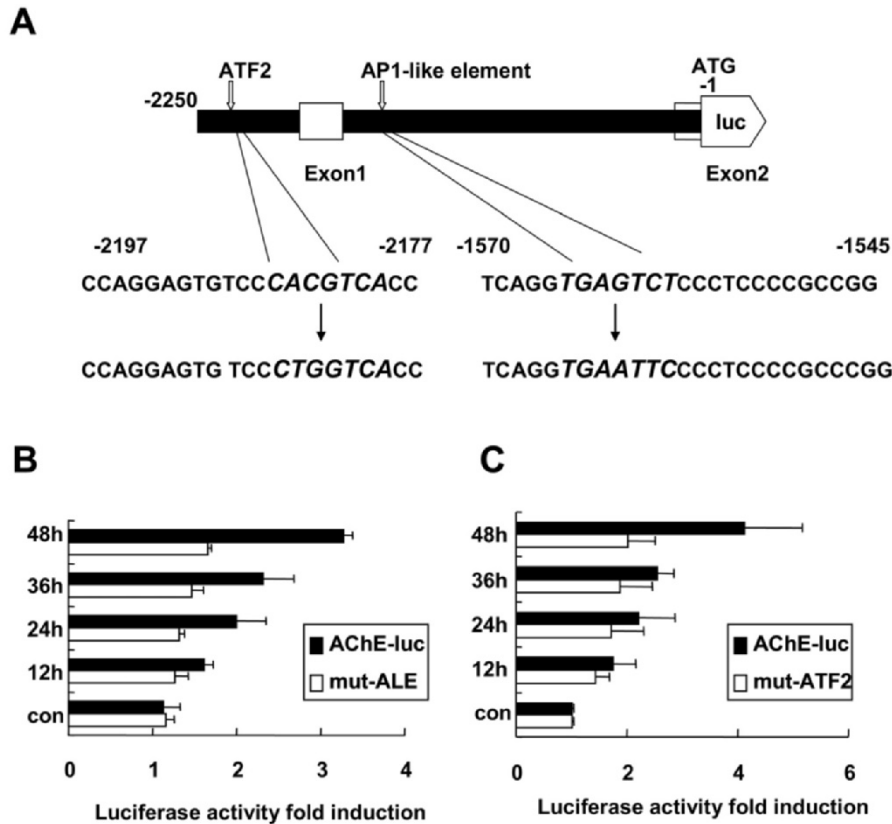 A
ATF2
AP1-like element
ATG
-1
-2250
luc
Exon1
Exon2
-2197
-2177
-1570
-1545
CCAGGAGTGTCCCACGTCACC
TCAGGTGAGTCTCCCTCCCCGCCGG
CCAGGAGTG TCCCTGGTCACC
TCAGGTGAATTCCCCTCCCCGCCCGG
B
48h
36h
24h
12h
con
AChE-luc
mut-ALE
0 1 2 3 4
Luciferase activity fold induction
C
48h
36h
24h
12h
con
AChE-luc
mut-ATF2
0 2 4 6
Luciferase activity fold induction